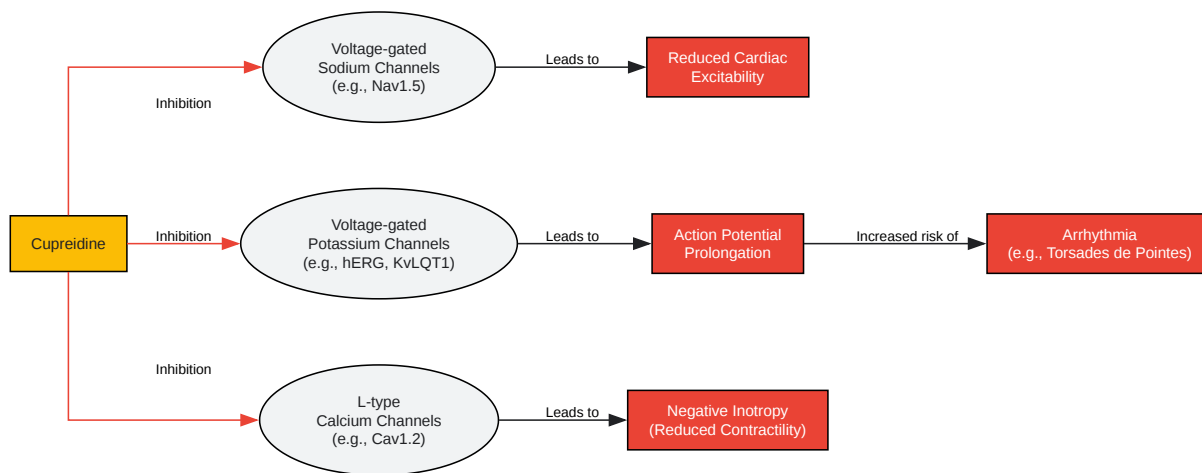 Voltage-gated
Sodium Channels
(e.g., Nav1.5)
Leads to
Reduced Cardiac
Excitability
Inhibition
Cupreidine
Inhibition
Voltage-gated
Potassium Channels
(e.g., hERG, KvLQT1)
Leads to
Action Potential
Prolongation
Increased risk of
Arrhythmia
(e.g., Torsades de Pointes)
Inhibition
L-type
Calcium Channels
(e.g., Cav1.2)
Leads to
Negative Inotropy
(Reduced Contractility)